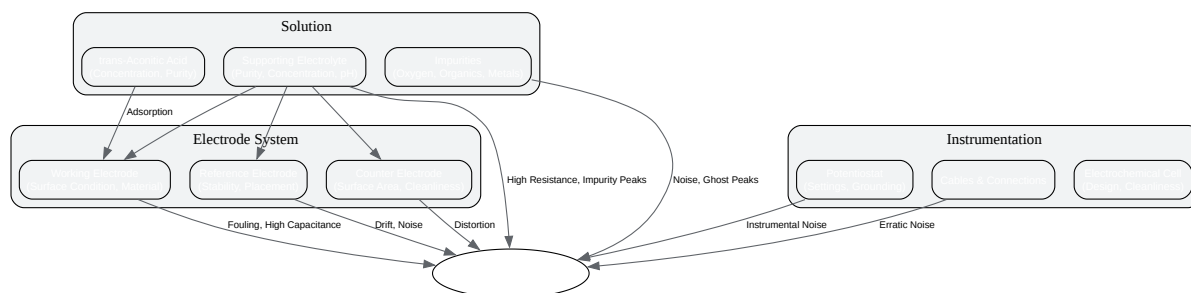 Solution
trans-Aconitic Acid
(Concentration, Purity)
Supporting Electrolyte
(Purity, Concentration, pH)
Impurities
(Oxygen, Organics, Metals)
Adsorption
Electrode System
Instrumentation
Working Electrode
(Surface Condition, Material)
Reference Electrode
(Stability, Placement)
Counter Electrode
(Surface Area, Cleanliness)
Potentiostat
(Settings, Grounding)
Cables & Connections
Electrochemical Cell
(Design, Cleanliness)
High Resistance, Impurity Peaks
Noise, Ghost Peaks
Fouling, High Capacitance
Drift, Noise
Distortion
Instrumental Noise
Erratic Noise